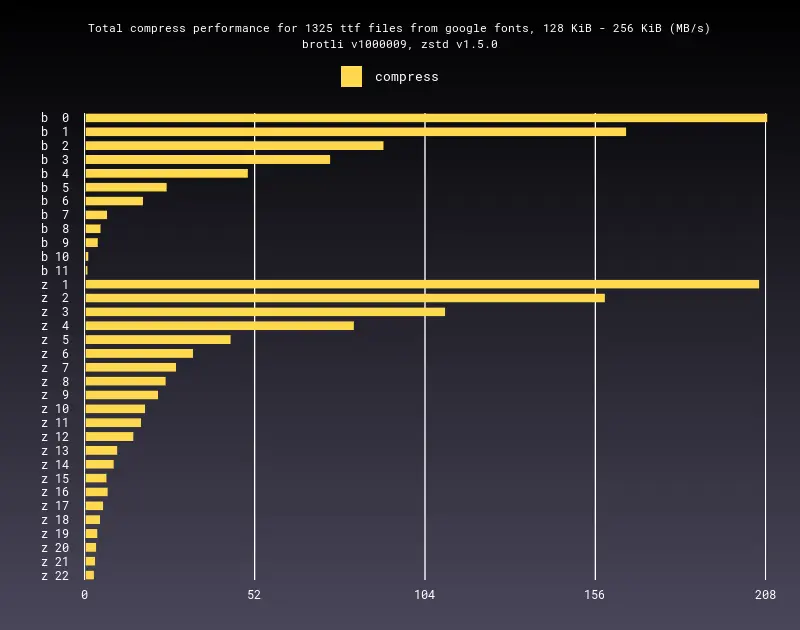 Total compress performance for 1325 ttf files from google fonts, 128 KiB - 256 KiB (MB/s)
brotli v1000009, zstd v1.5.0
compress
b  0
b  1
b  2
b  3
b  4
b  5
b  6
b  7
b  8
b  9
b 10
b 11
z  1
z  2
z  3
z  4
z  5
z  6
z  7
z  8
z  9
z 10
z 11
z 12
z 13
z 14
z 15
z 16
z 17
z 18
z 19
z 20
z 21
z 22
0 52 104 156 208